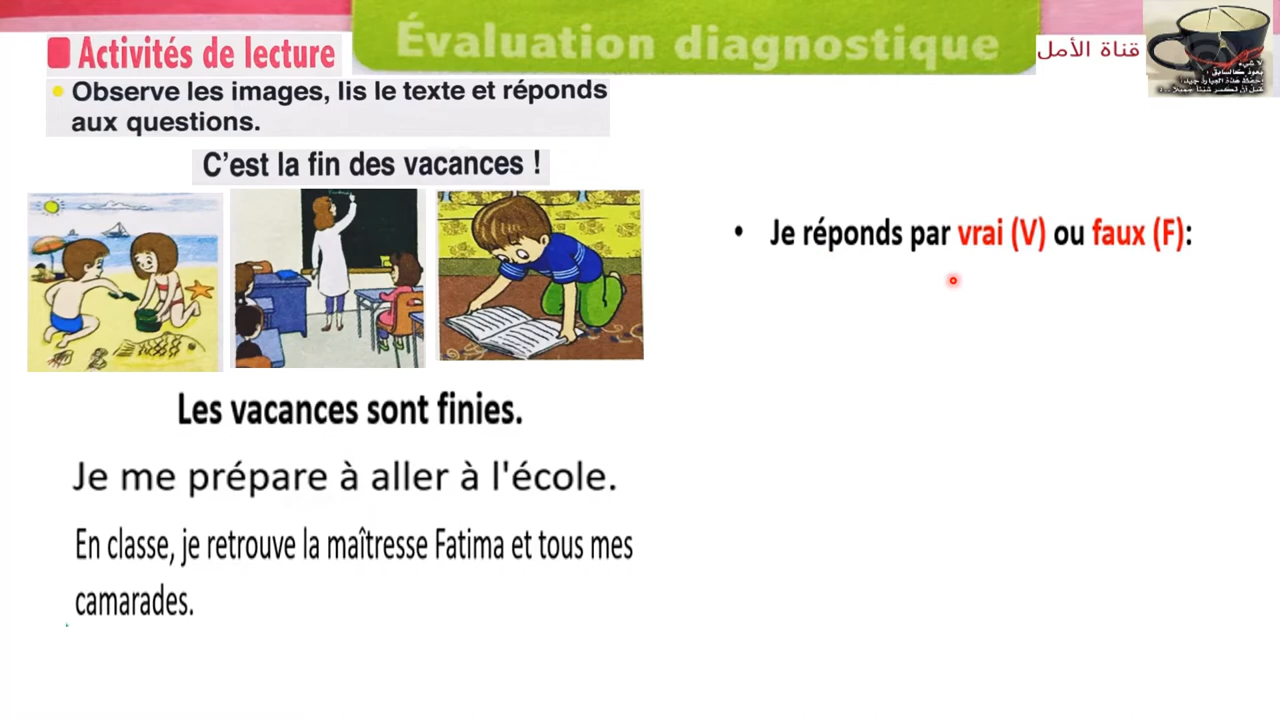 Évaluation diagnostique
قناة الأمل
Activités de lecture
Observe les images, lis le texte et réponds
aux questions.
C'est la fin des vacances !
Les vacances sont finies.
Je me prépare à aller à l'école.
En classe, je retrouve la maîtresse Fatima et tous mes
camarades.
• Je réponds par vrai (V) ou faux (F):